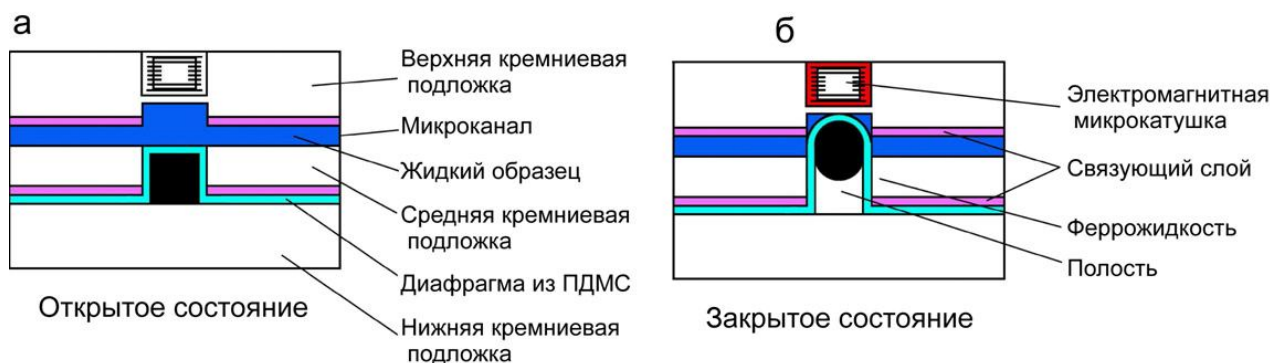 а
Верхняя кремниевая
подложка
Микроканал
Жидкий образец
Средняя кремниевая
подложка
Диафрагма из ПДМС
Нижняя кремниевая
подложка
Открытое состояние
б
Электромагнитная
микрокатушка
Связующий слой
Феррожидкость
Полость
Закрытое состояние